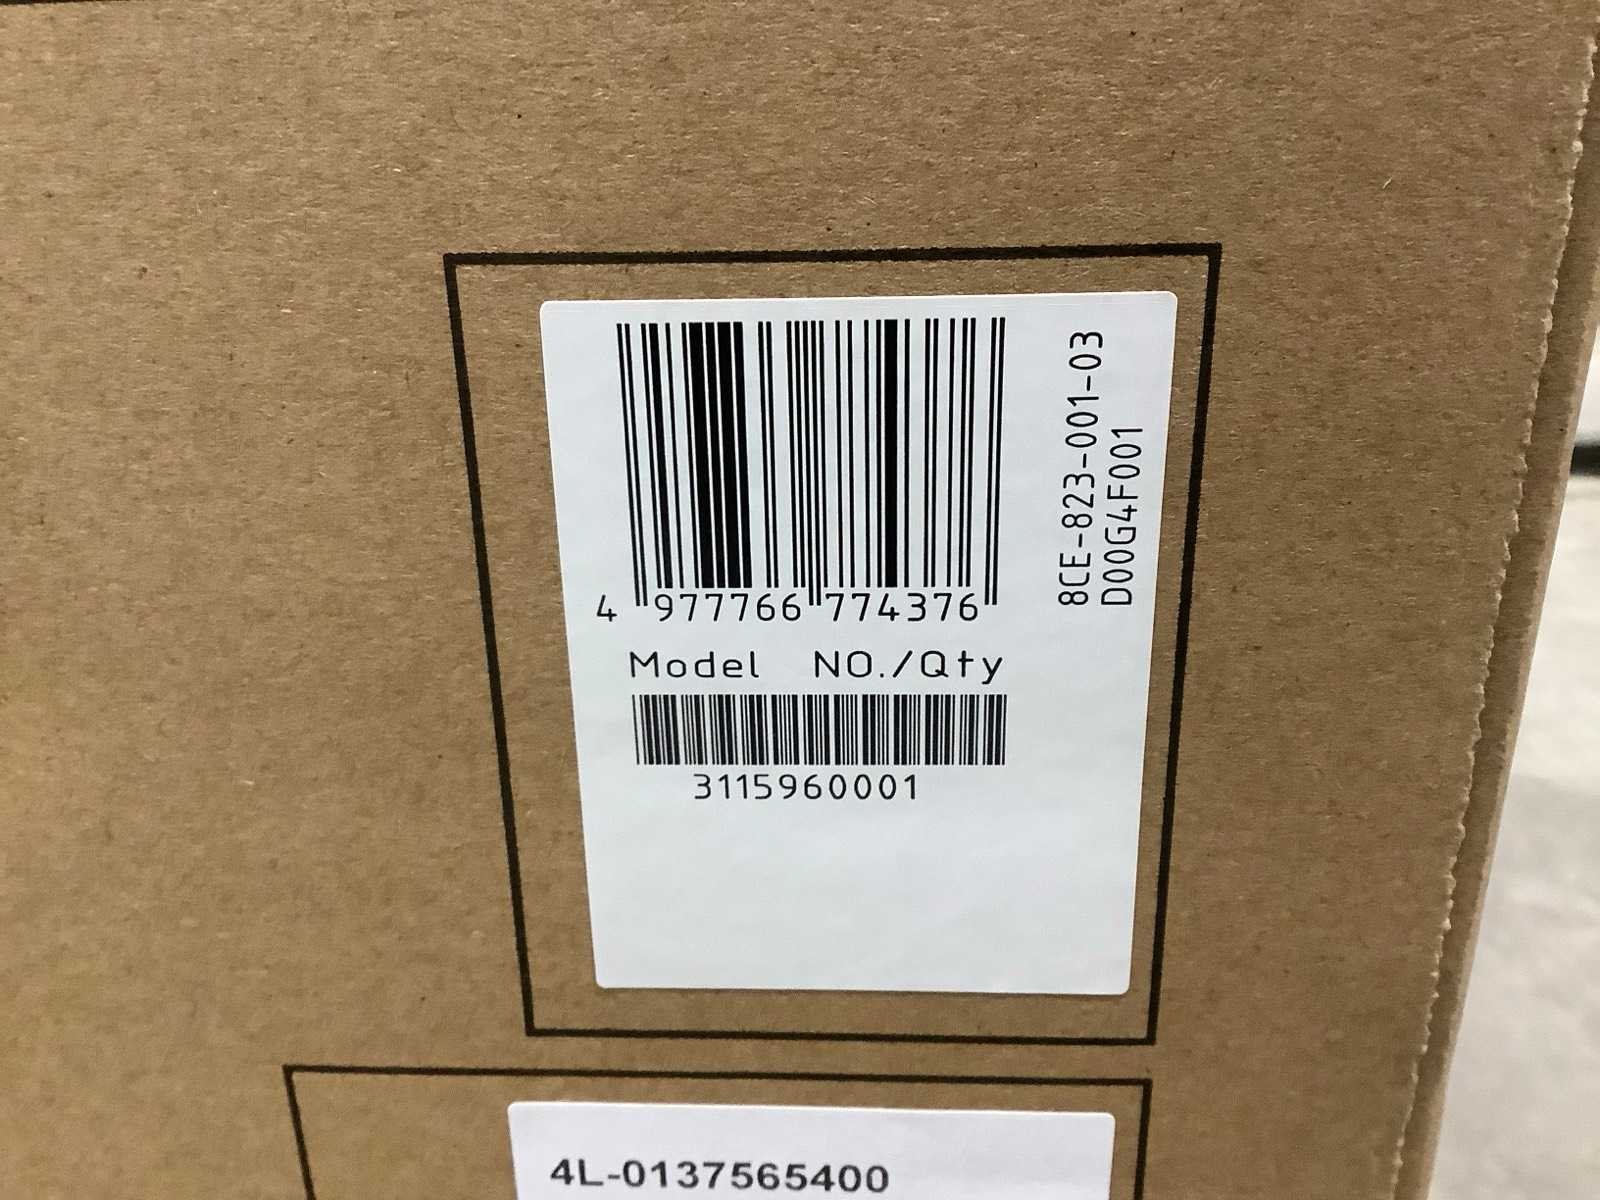 4 977766 774376
Model NO./Qty
3115960001
8CE-823-001-03
D00G4F001
4L-0137565400